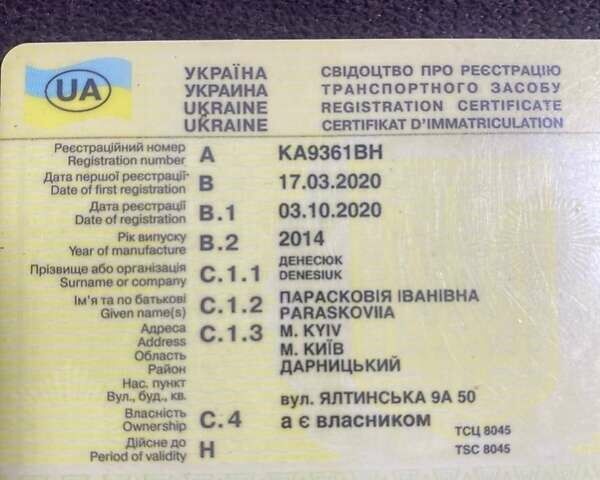 UA
УКРАЇНА
УКРАИНА
UKRAINE
UKRAINE
СВІДОЦТВО ПРО РЕЄСТРАЦІЮ
ТРАНСПОРТНОГО ЗАСОБУ
REGISTRATION CERTIFICATE
CERTIFIKAT D'IMMATRICULATION
Реєстраційний номер
Registration number A KA9361BH
Дата першої реєстрації
Date of first registration B 17.03.2020
Дата реєстрації
Date of registration B.1 03.10.2020
Рік випуску
Year of manufacture B.2 2014
Прізвище або організація
Surname or company C.1.1 ДЕНЕСЮК
DENESIUK
Ім'я та по батькові
Given name(s) C.1.2 ПАРАСКОВІЯ ІВАНІВНА
PARASKOVIIA
Адреса
Address C.1.3 M. KYIV
Область М. КИЇВ
Район ДАРНИЦЬКИЙ
Нас. пункт
Вул., буд., кв. вул. ЯЛТИНСЬКА 9А 50
Власність
Ownership C.4 а є власником
Дійсне до
Period of validity H
ТСЦ 8045
TSC 8045